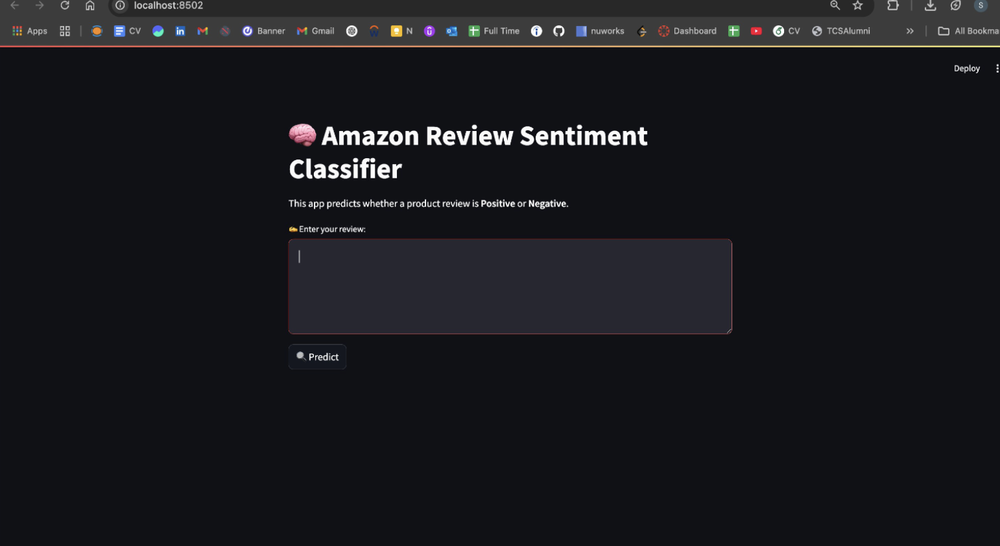 localhost:8502
S
Apps CV Banner Gmail N Full Time nuworks Dashboard CV TCSAlumni » All Bookma
Deploy
Amazon Review Sentiment
Classifier
This app predicts whether a product review is Positive or Negative.
Enter your review:
Predict